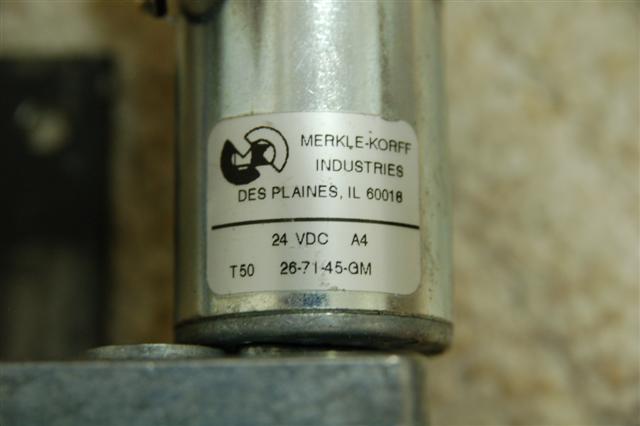 MERKLE-KORFF
INDUSTRIES
DES PLAINES, IL 60018
24 VDC A4
T50 26-71-45-GM